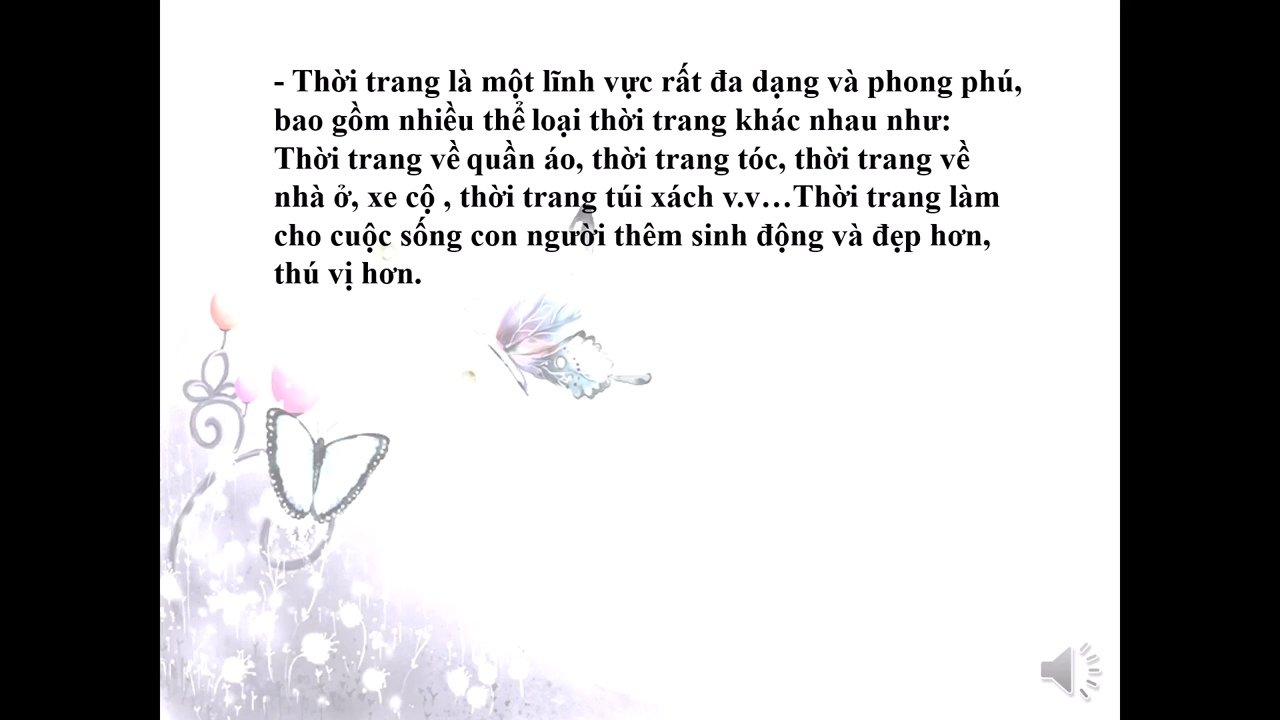 - Thời trang là một lĩnh vực rất đa dạng và phong phú,
bao gồm nhiều thể loại thời trang khác nhau như:
Thời trang về quần áo, thời trang tóc, thời trang về
nhà ở, xe cộ , thời trang túi xách v.v…Thời trang làm
cho cuộc sống con người thêm sinh động và đẹp hơn,
thú vị hơn.